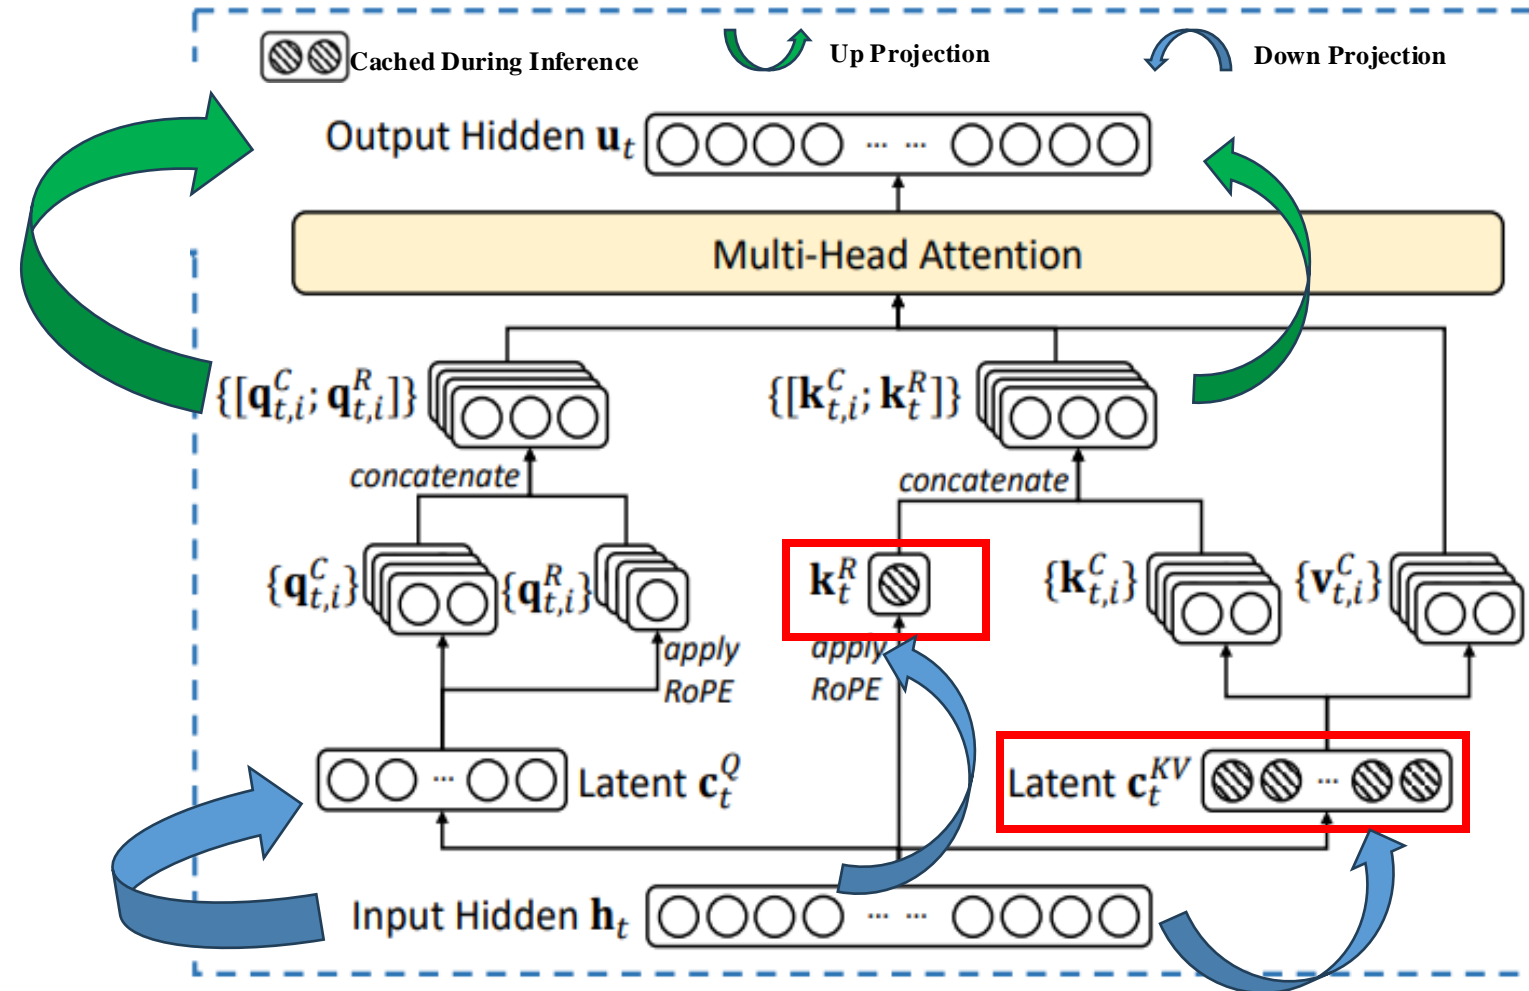 Cached During Inference
Up Projection
Down Projection
Output Hidden u_t
... ...
Multi-Head Attention
{[q^C_{t,i}; q^R_{t,i}]}
{[k^C_{t,i}; k^R_t]}
concatenate
concatenate
{q^C_{t,i}}
{q^R_{t,i}}
k^R_t
{k^C_{t,i}}
{v^C_{t,i}}
apply
RoPE
apply
RoPE
... Latent c^Q_t
Latent c^{KV}_t ...
Input Hidden h_t
... ...